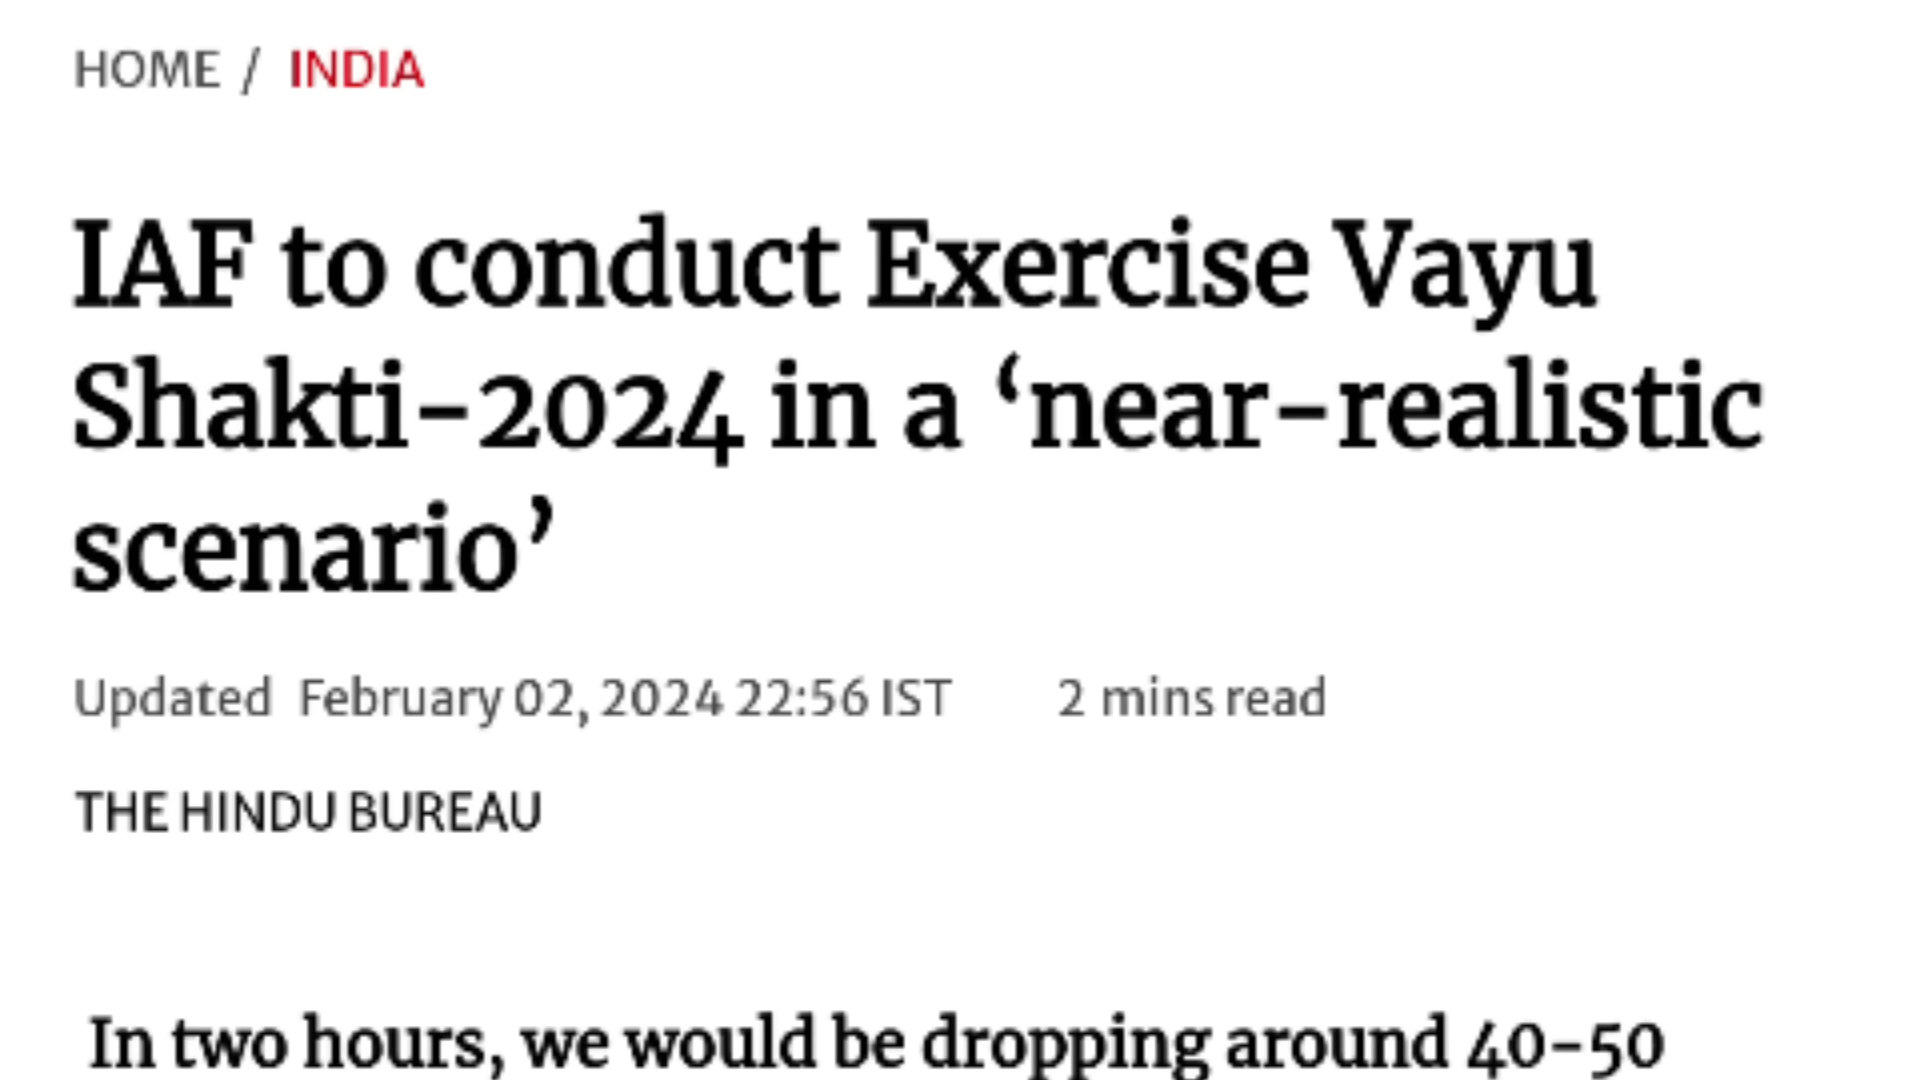 HOME / INDIA
IAF to conduct Exercise Vayu
Shakti-2024 in a ‘near-realistic
scenario’
Updated February 02, 2024 22:56 IST 2 mins read
THE HINDU BUREAU
In two hours, we would be dropping around 40-50